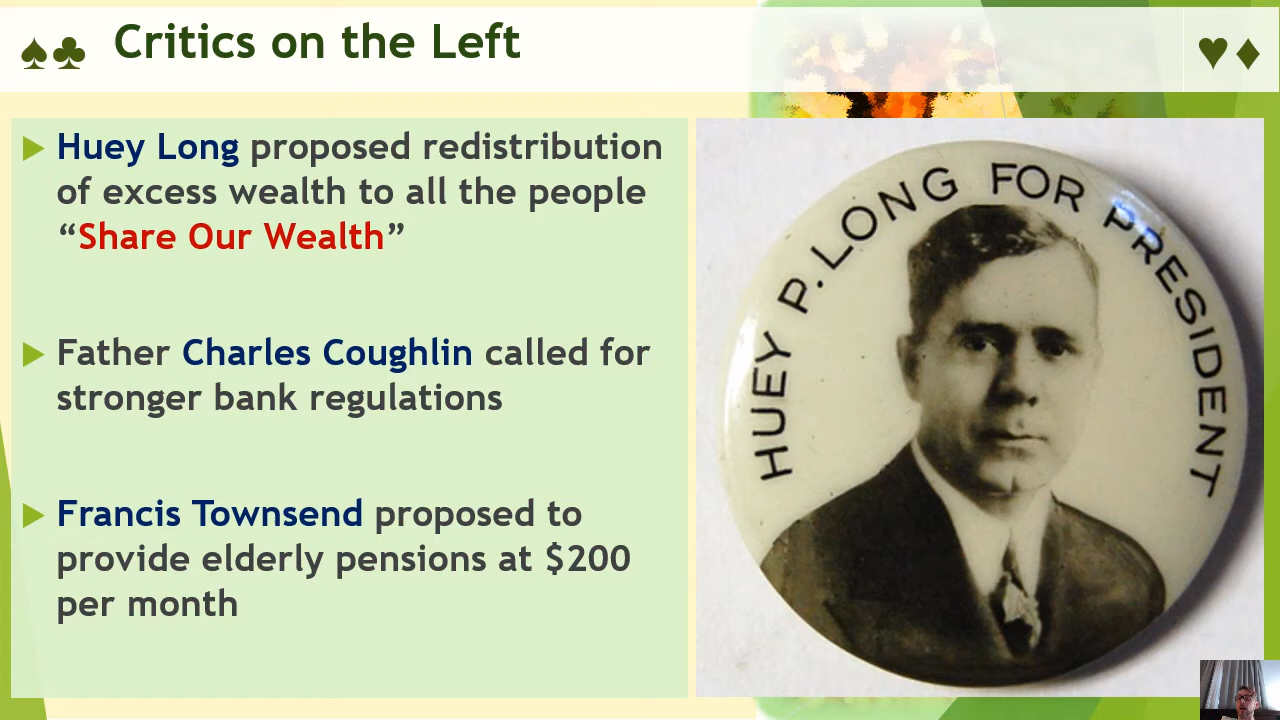 Critics on the Left
Huey Long proposed redistribution
of excess wealth to all the people
“Share Our Wealth”
Father Charles Coughlin called for
stronger bank regulations
Francis Townsend proposed to
provide elderly pensions at $200
per month
HUEY P. LONG FOR PRESIDENT